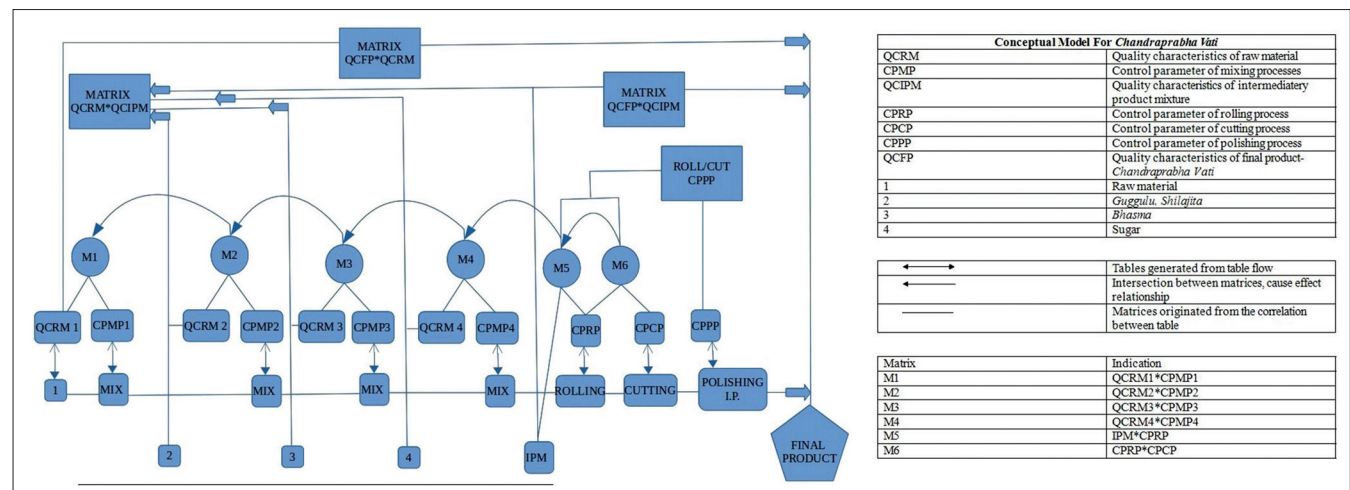 MATRIX
QCFP*QCRM
MATRIX
QCRM*QCIPM
MATRIX
QCFP*QCIPM
ROLL/CUT
CPPP
M1
M2
M3
M4
M5
M6
QCRM 1
CPMP1
QCRM 2
CPMP2
QCRM 3
CPMP3
QCRM 4
CPMP4
CPRP
CPCP
CPPP
1
MIX
MIX
MIX
MIX
ROLLING
CUTTING
POLISHING
I.P.
2
3
4
IPM
FINAL
PRODUCT
Conceptual Model For Chandraprabha Vati
QCRM Quality characteristics of raw material
CPMP Control parameter of mixing processes
QCIPM Quality characteristics of intermediatery
product mixture
CPRP Control parameter of rolling process
CPCP Control parameter of cutting process
CPPP Control parameter of polishing process
QCFP Quality characteristics of final product-
Chandraprabha Vati
1 Raw material
2 Guggulu, Shilajita
3 Bhasma
4 Sugar
Tables generated from table flow
Intersection between matrices, cause effect
relationship
Matrices originated from the correlation
between table
Matrix Indication
M1 QCRM1*CPMP1
M2 QCRM2*CPMP2
M3 QCRM3*CPMP3
M4 QCRM4*CPMP4
M5 IPM*CPRP
M6 CPRP*CPCP